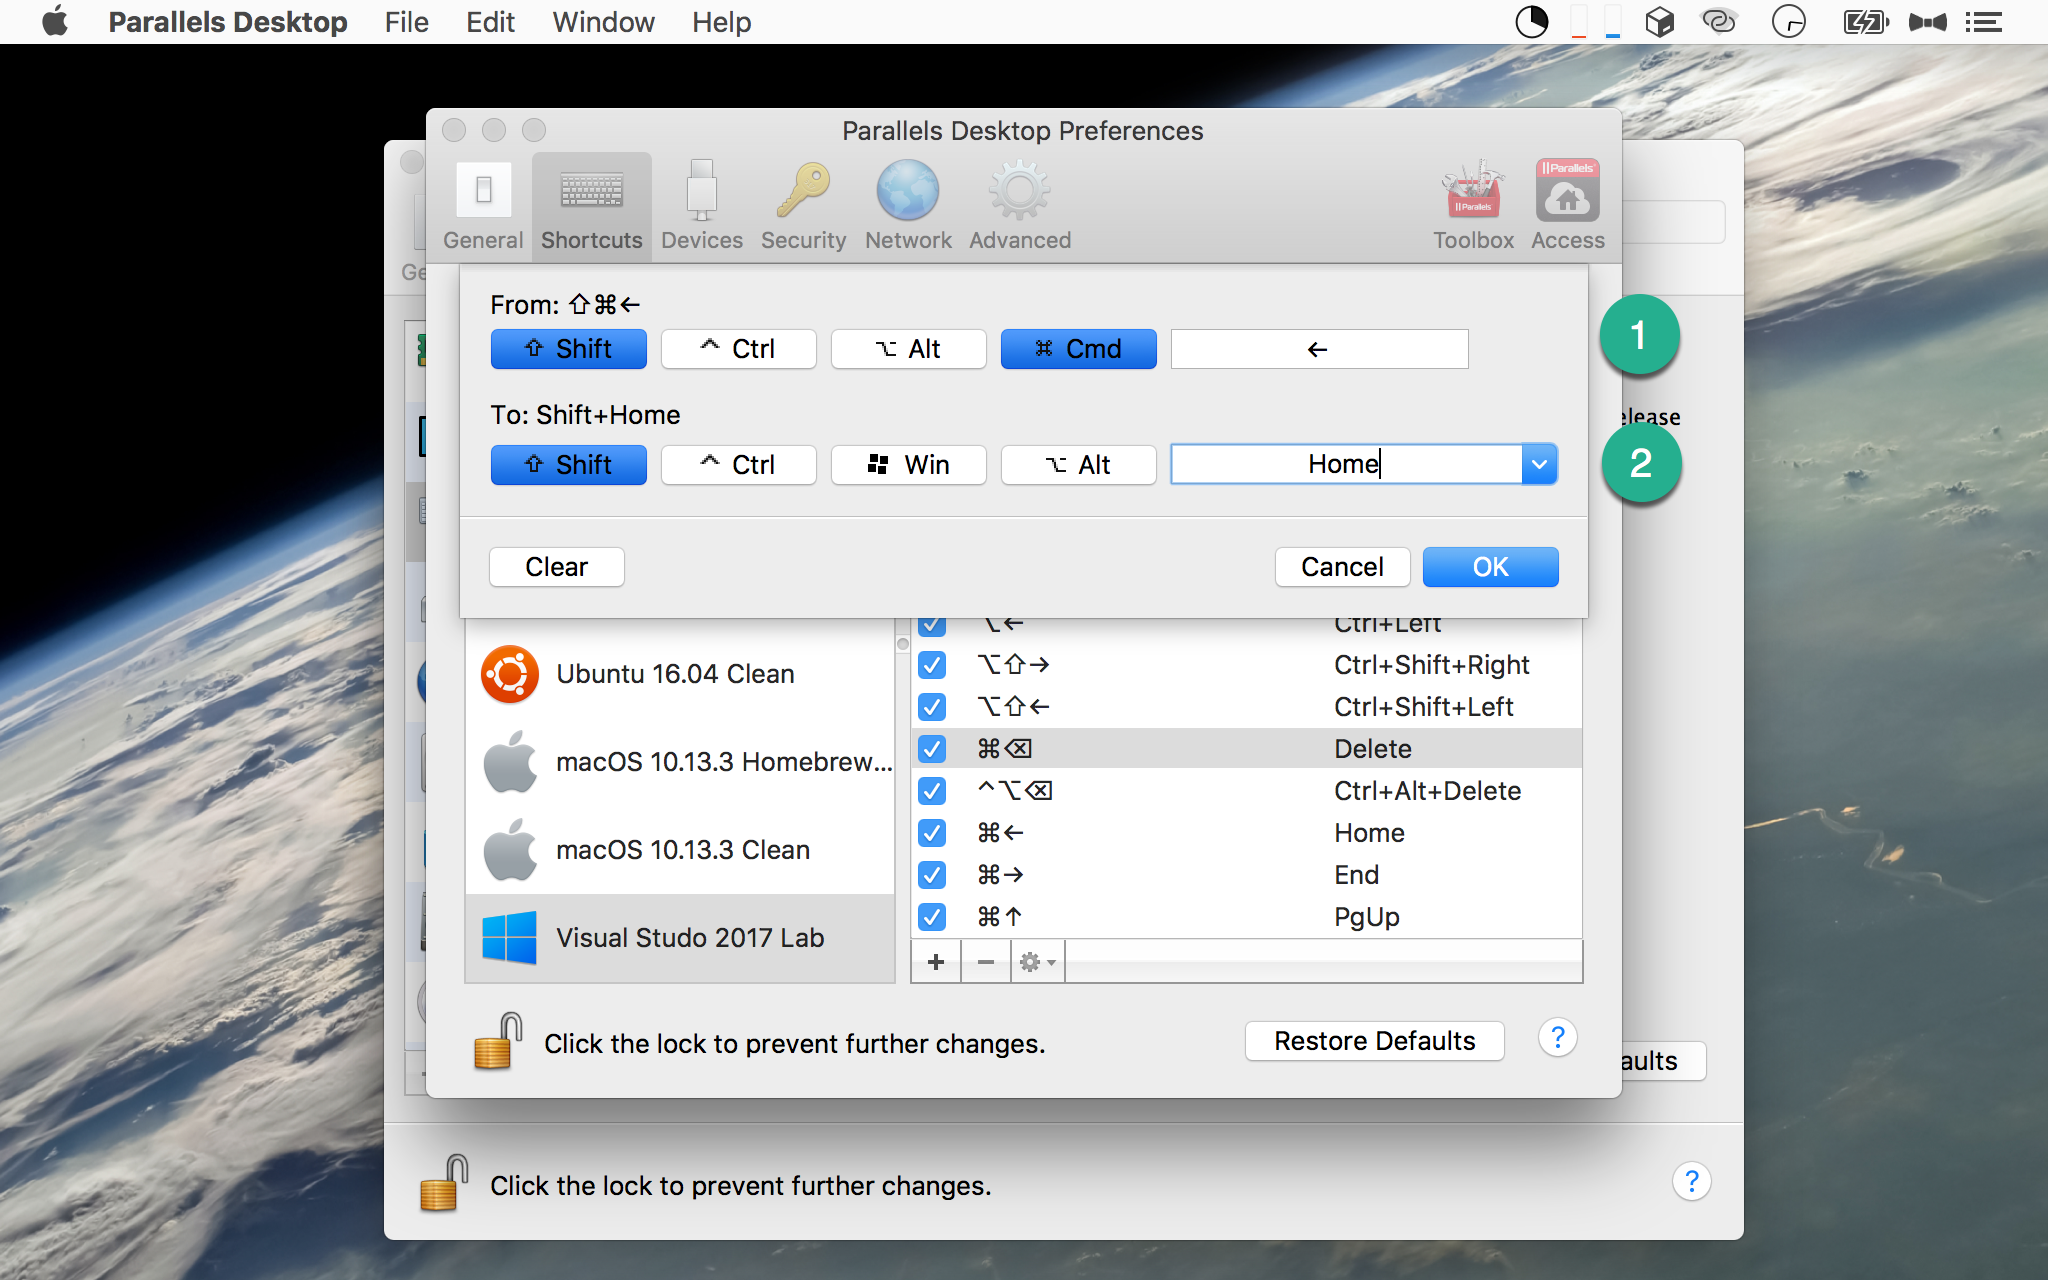 Parallels Desktop File Edit Window Help
Parallels Desktop Preferences
General Shortcuts Devices Security Network Advanced Toolbox Access
||Parallels
||Parallels
Ge
From: ⇧⌘←
⇧ Shift ^ Ctrl ⌥ Alt ⌘ Cmd ←
1
To: Shift+Home
elease
⇧ Shift ^ Ctrl Win ⌥ Alt Home
2
Clear Cancel OK
⌥← Ctrl+Left
Ubuntu 16.04 Clean
⌥⇧→ Ctrl+Shift+Right
⌥⇧← Ctrl+Shift+Left
macOS 10.13.3 Homebrew...
⌘⌫ Delete
^⌥⌫ Ctrl+Alt+Delete
macOS 10.13.3 Clean
⌘← Home
⌘→ End
Visual Studo 2017 Lab
⌘↑ PgUp
+ −
Click the lock to prevent further changes. Restore Defaults ?
aults
Click the lock to prevent further changes. ?